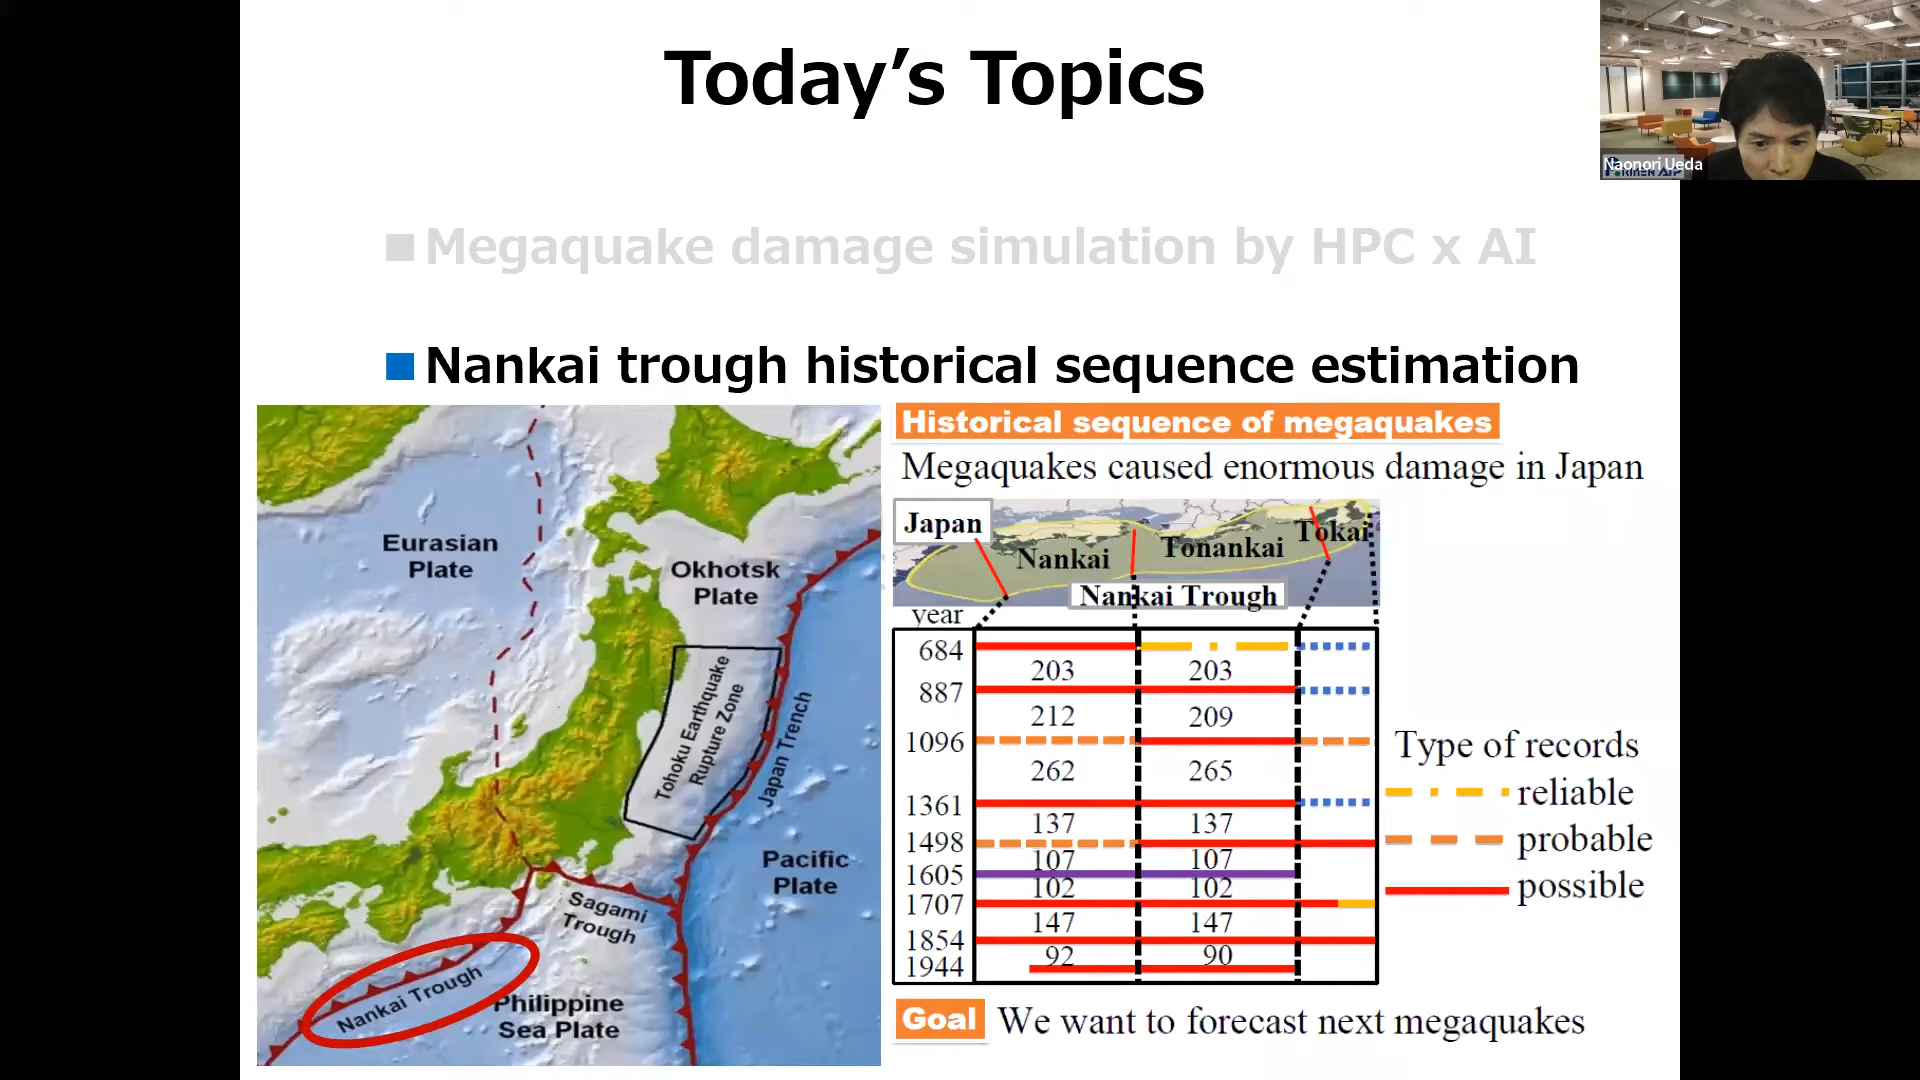 Today's Topics
Naonori Ueda
Megaquake damage simulation by HPC x AI
Nankai trough historical sequence estimation
Eurasian
Plate
Okhotsk
Plate
Tohoku Earthquake
Rupture Zone
Japan Trench
Pacific
Plate
Sagami
Trough
Nankai Trough
Philippine
Sea Plate
Historical sequence of megaquakes
Megaquakes caused enormous damage in Japan
Japan
Nankai
Tonankai
Tokai
Nankai Trough
year
684
203 203
887
212 209
1096
262 265
1361
137 137
1498
107 107
1605
102 102
1707
147 147
1854
92 90
1944
Type of records
reliable
probable
possible
Goal We want to forecast next megaquakes